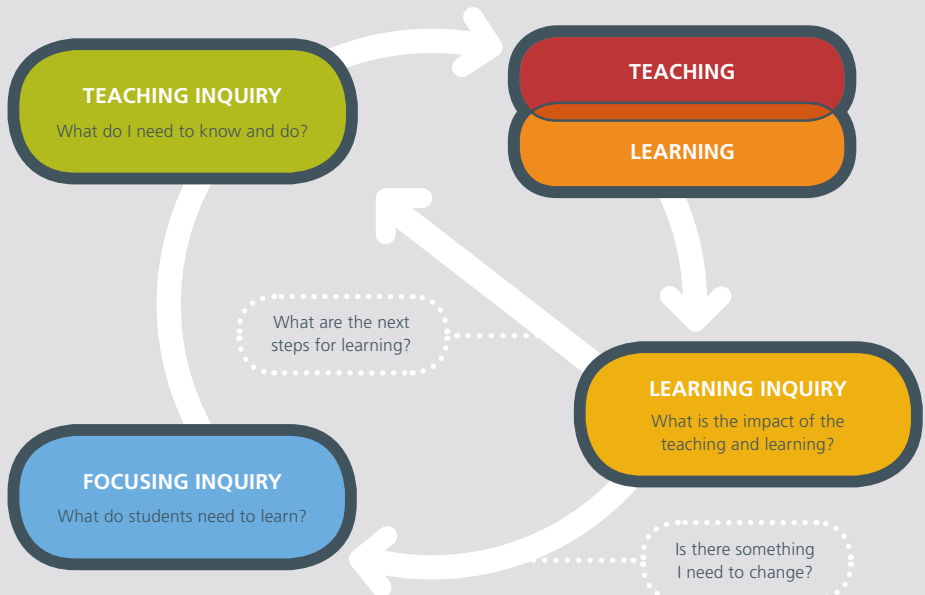 TEACHING INQUIRY
What do I need to know and do?
TEACHING
LEARNING
What are the next
steps for learning?
LEARNING INQUIRY
What is the impact of the
teaching and learning?
FOCUSING INQUIRY
What do students need to learn?
Is there something
I need to change?